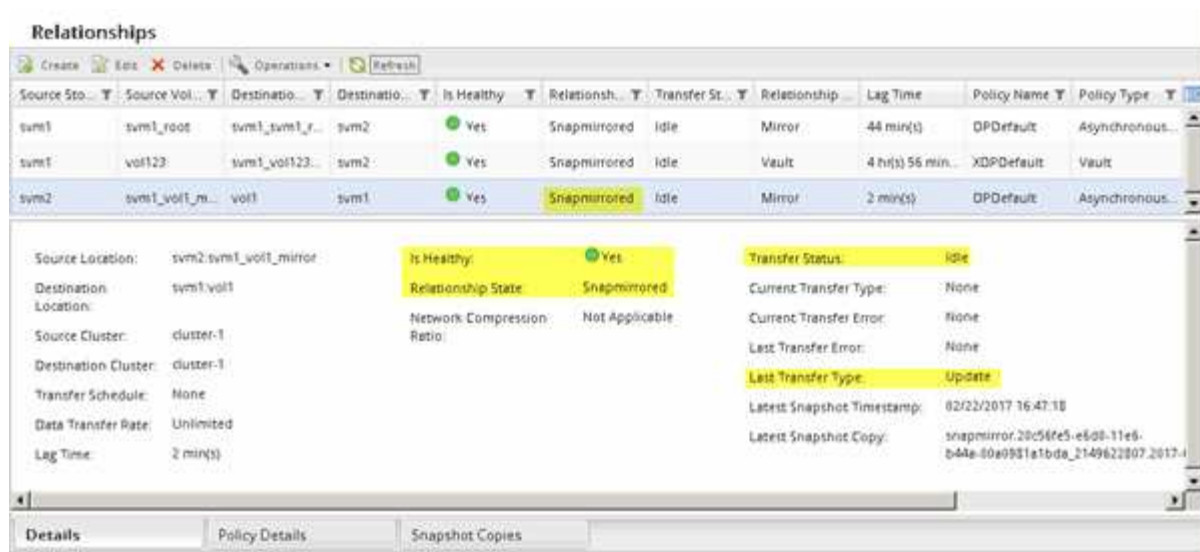 Relationships
Create Edit Delete Operations Refresh
Source Sto... Source Vol... Destinatio... Destinatio... Is Healthy Relationsh... Transfer St... Relationship ... Lag Time Policy Name Policy Type
svm1 svm1_root svm1_svm1_r... svm2 Yes Snapmirrored Idle Mirror 44 min(s) DPDefault Asynchronous...
svm1 vol123 svm1_vol123... svm2 Yes Snapmirrored Idle Vault 4 hr(s) 56 min... XDPDefault Vault
svm2 svm1_vol1_m... vol1 svm1 Yes Snapmirrored Idle Mirror 2 min(s) DPDefault Asynchronous...
Source Location: svm2:svm1_vol1_mirror Is Healthy: Yes Transfer Status: Idle
Destination Location: svm1:vol1 Relationship State: Snapmirrored Current Transfer Type: None
Network Compression Ratio: Not Applicable Current Transfer Error: None
Source Cluster: cluster-1 Last Transfer Error: None
Destination Cluster: cluster-1 Last Transfer Type: Update
Transfer Schedule: None Latest Snapshot Timestamp: 02/22/2017 16:47:18
Data Transfer Rate: Unlimited Latest Snapshot Copy: snapmirror.20c56fe5-e6d0-11e6-
Lag Time: 2 min(s) b44a-00a0981a1bda_2149622807.2017-
Details Policy Details Snapshot Copies